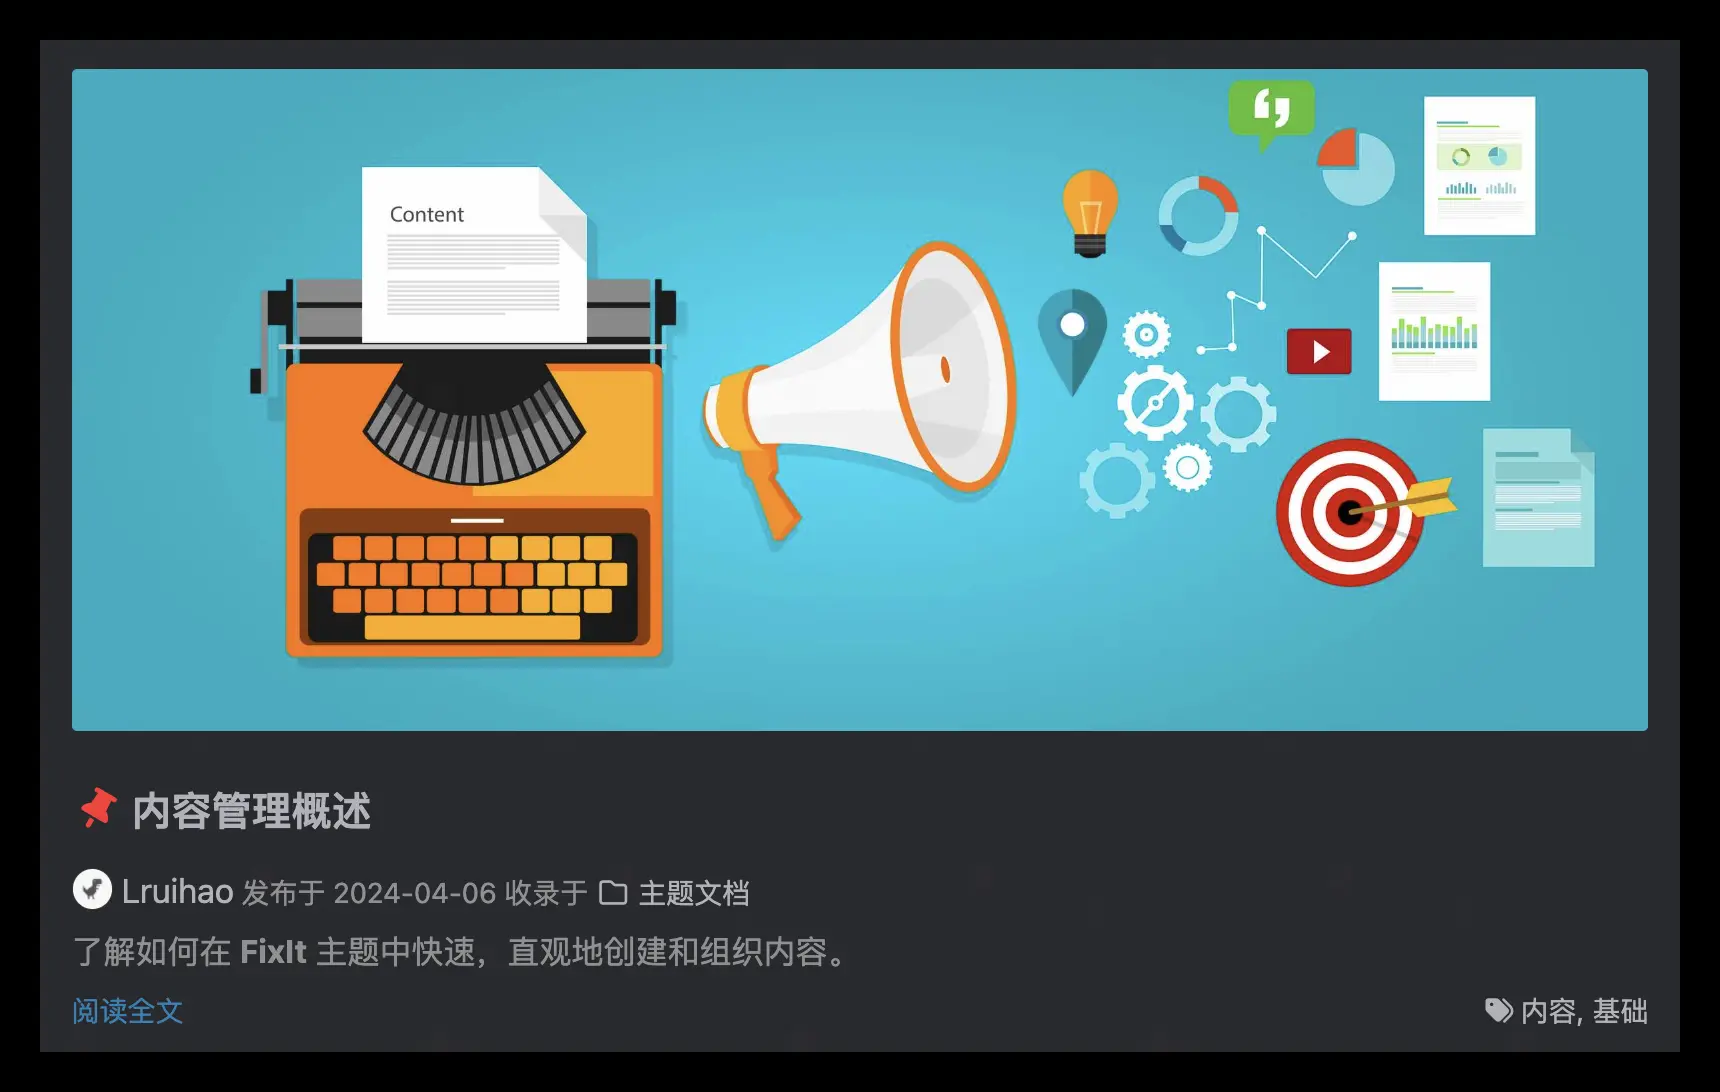 Content
内容管理概述
Lruihao 发布于 2024-04-06 收录于 主题文档
了解如何在 FixIt 主题中快速，直观地创建和组织内容。
阅读全文
内容, 基础